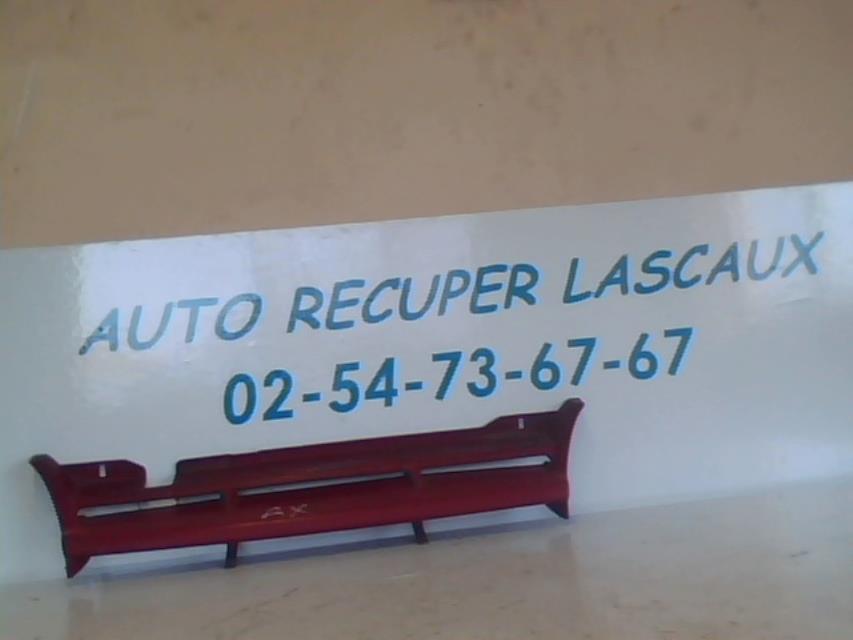 AUTO RECUPER LASCAUX
02-54-73-67-67
AX